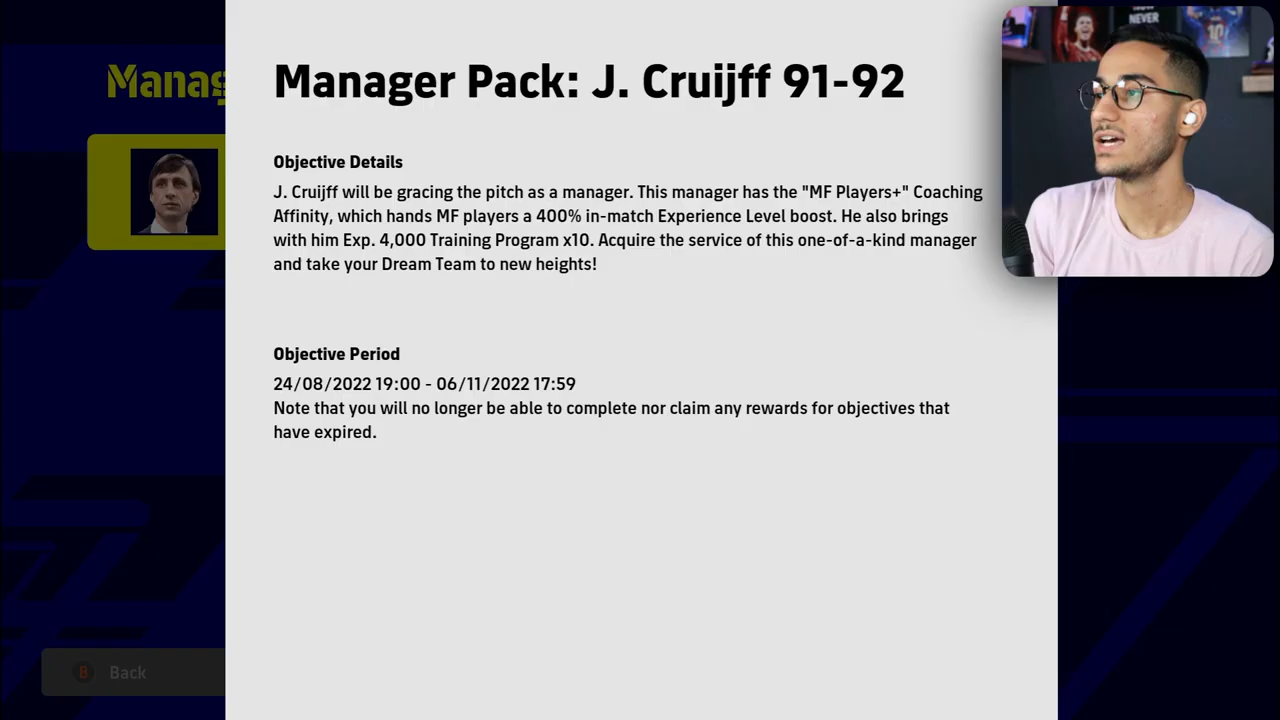 Manag
Manager Pack: J. Cruijff 91-92
Objective Details
J. Cruijff will be gracing the pitch as a manager. This manager has the "MF Players+" Coaching
Affinity, which hands MF players a 400% in-match Experience Level boost. He also brings
with him Exp. 4,000 Training Program x10. Acquire the service of this one-of-a-kind manager
and take your Dream Team to new heights!
Objective Period
24/08/2022 19:00 - 06/11/2022 17:59
Note that you will no longer be able to complete nor claim any rewards for objectives that
have expired.
B Back
NEVER
10